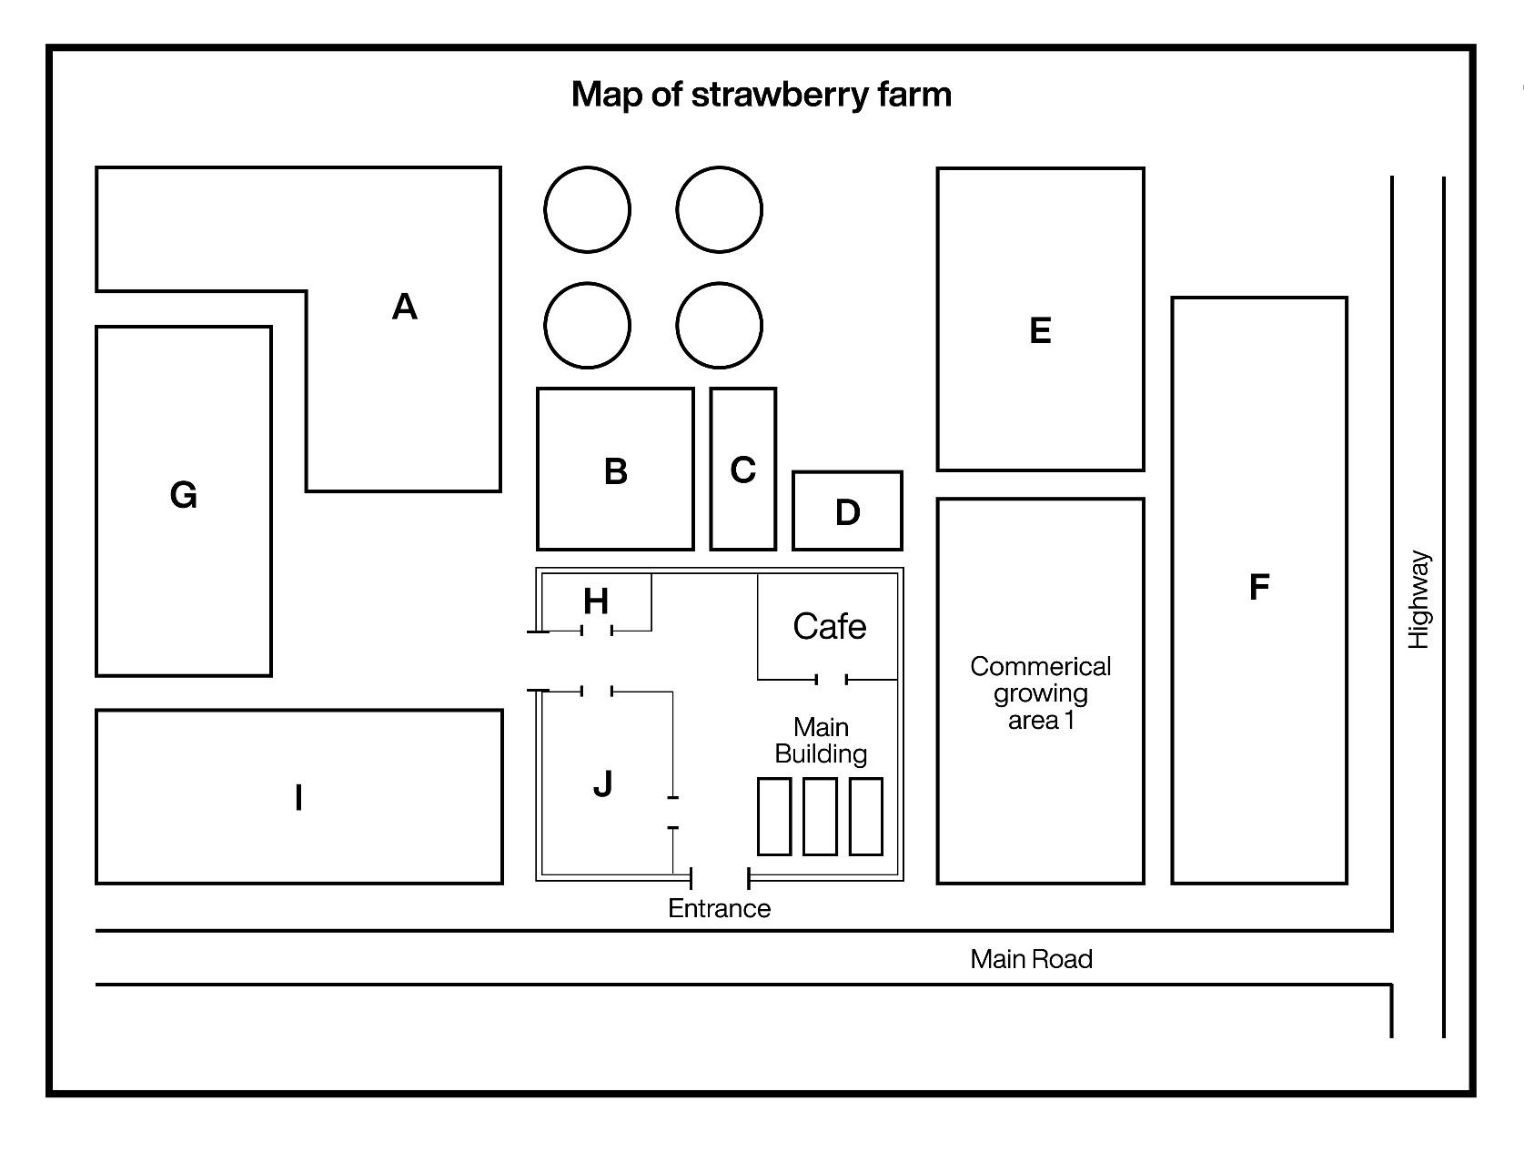 Map of strawberry farm
A
E
G
B
C
D
F
H
Cafe
Highway
Commerical
growing
area 1
Main
Building
I
J
Entrance
Main Road